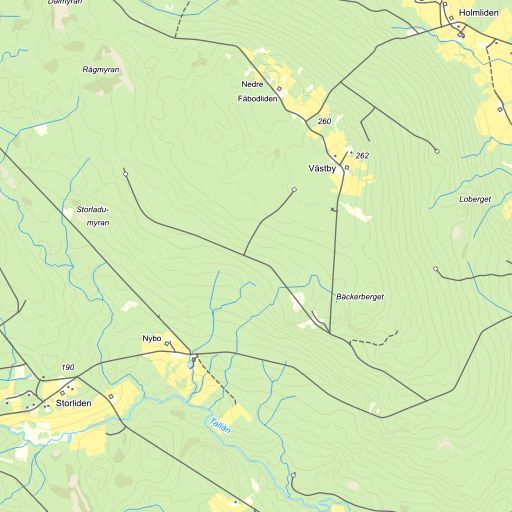 Dalmyran
Holmliden
Rågmyran
Nedre
Fäbodliden
260
262
Västby
Loberget
Storladu-
myran
Bäckerberget
Nybo
190
Storliden
Tallån